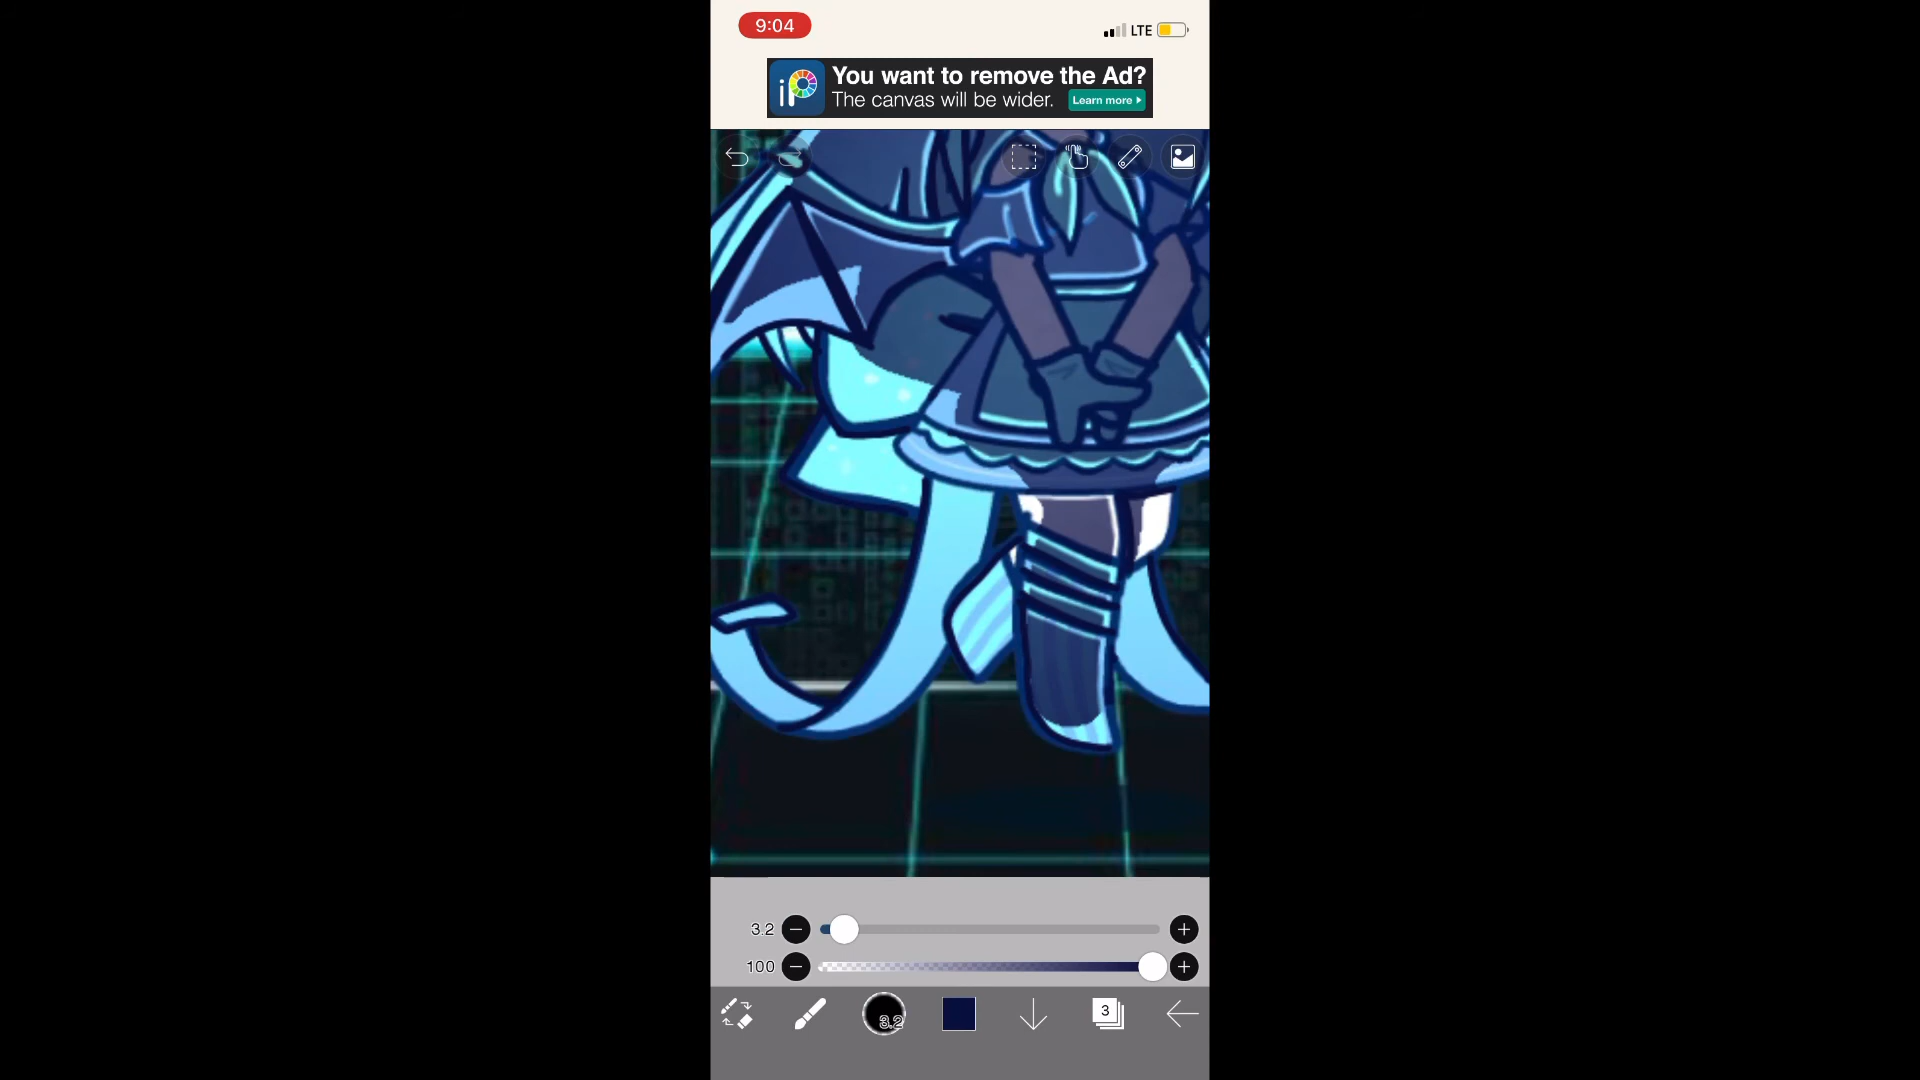 9:04
LTE
iP
You want to remove the Ad?
The canvas will be wider.
Learn more
3.2
100
3.2
3